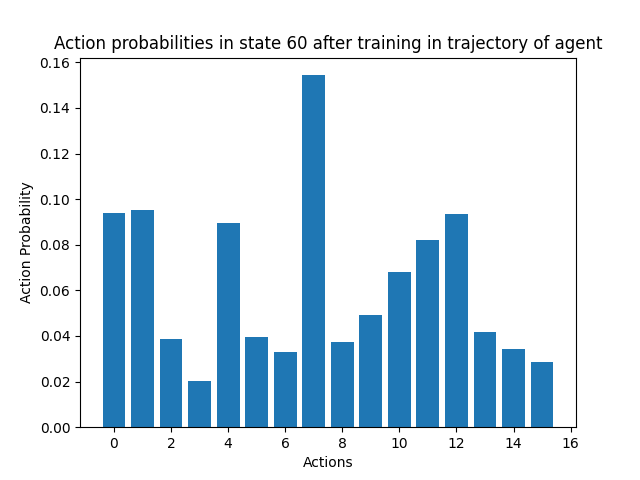 Action probabilities in state 60 after training in trajectory of agent
0.16
0.14
0.12
0.10
0.08
0.06
0.04
0.02
0.00
Action Probability
0 2 4 6 8 10 12 14 16
Actions